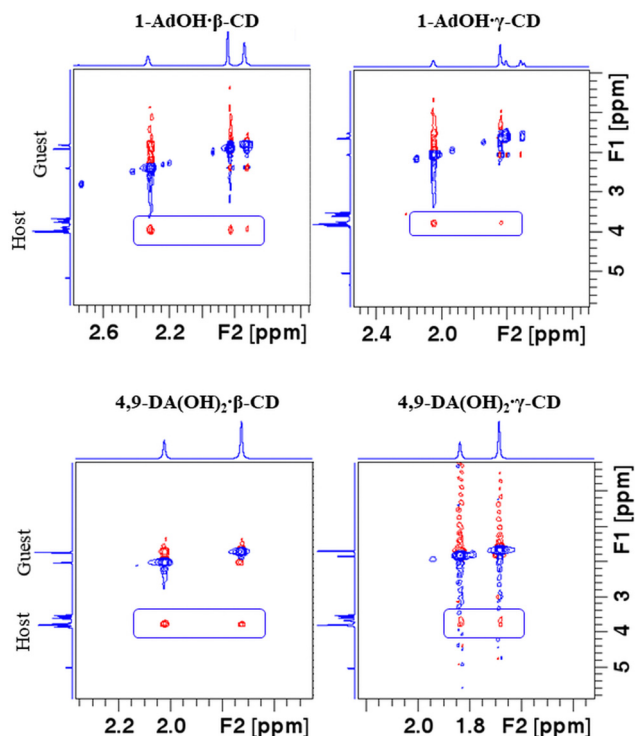 1-AdOH·β-CD
1-AdOH·γ-CD
Guest
Host
F1 [ppm]
3
4
5
2.6
2.2
F2 [ppm]
2.4
2.0
F2 [ppm]
4,9-DA(OH)₂·β-CD
4,9-DA(OH)₂·γ-CD
Guest
Host
F1 [ppm]
3
4
5
2.2
2.0
F2 [ppm]
2.0
1.8
F2 [ppm]